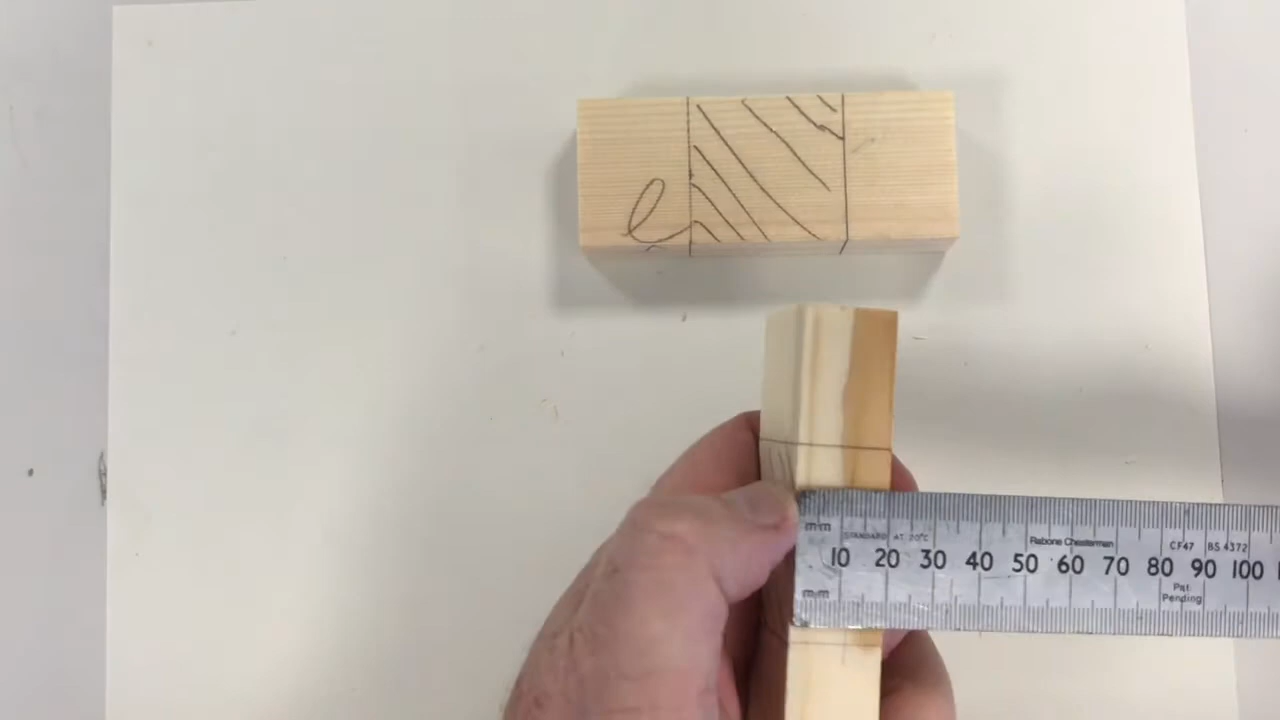 e
mm
STANDARD AT 20°C
Rabone Chesterman
CF47 BS 4372
10 20 30 40 50 60 70 80 90 100
mm
Pat.
Pending